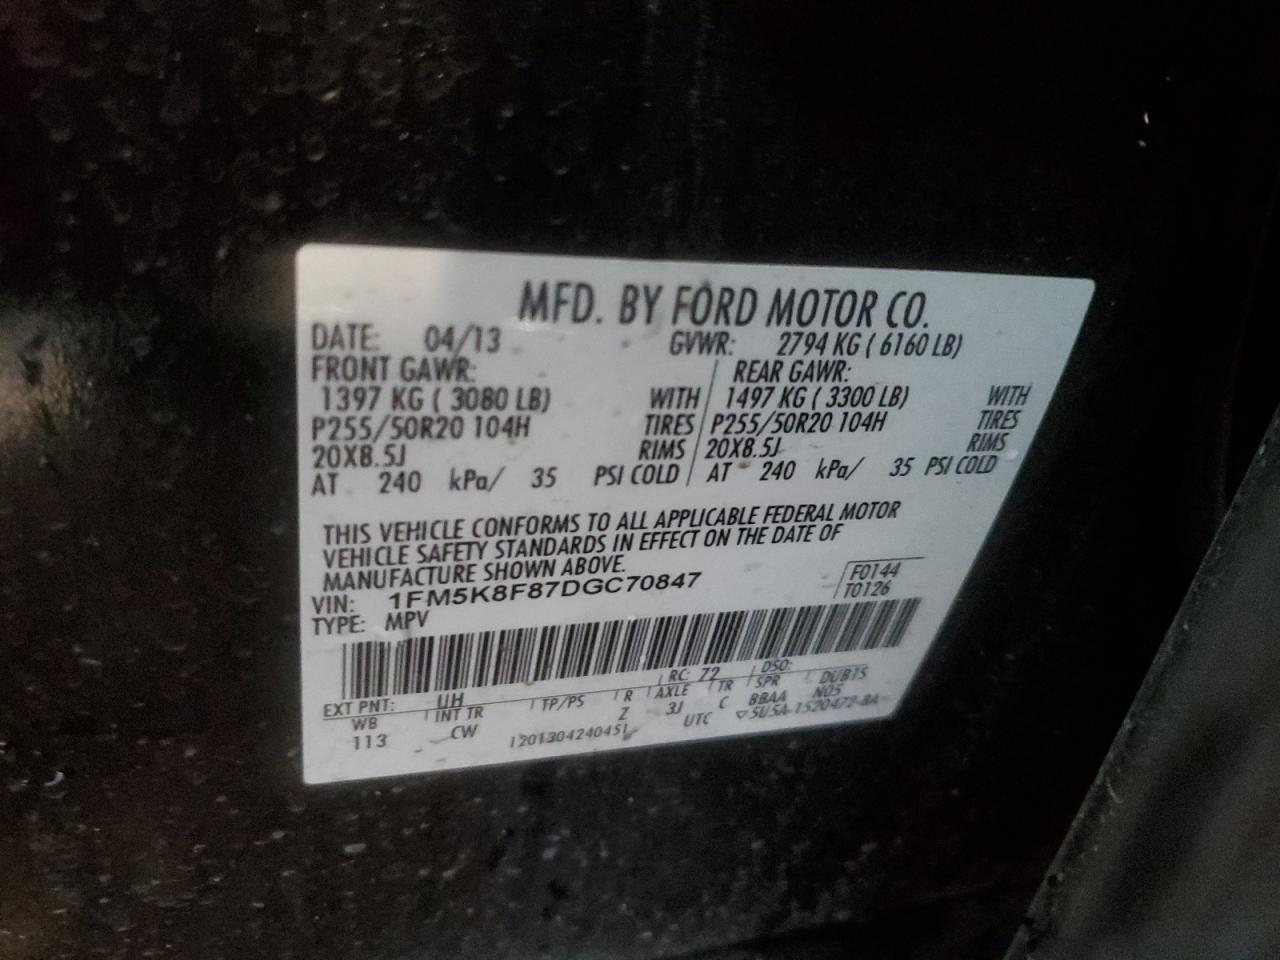 MFD. BY FORD MOTOR CO.
DATE: 04/13 GVWR: 2794 KG ( 6160 LB)
FRONT GAWR: REAR GAWR:
1397 KG ( 3080 LB) WITH 1497 KG ( 3300 LB) WITH
P255/50R20 104H TIRES P255/50R20 104H TIRES
20X8.5J RIMS 20X8.5J RIMS
AT 240 kPa/ 35 PSI COLD AT 240 kPa/ 35 PSI COLD
THIS VEHICLE CONFORMS TO ALL APPLICABLE FEDERAL MOTOR
VEHICLE SAFETY STANDARDS IN EFFECT ON THE DATE OF
MANUFACTURE SHOWN ABOVE.
VIN: 1FM5K8F87DGC70847 F0144
TYPE: MPV T0126
EXT PNT: UH RC: 72 DSO:
WB INT TR TP/PS R AXLE TR SPR DUB15
113 CW Z 3J C BBAA N05
1201304240451 UTC ▽5U5A-1520472-BA